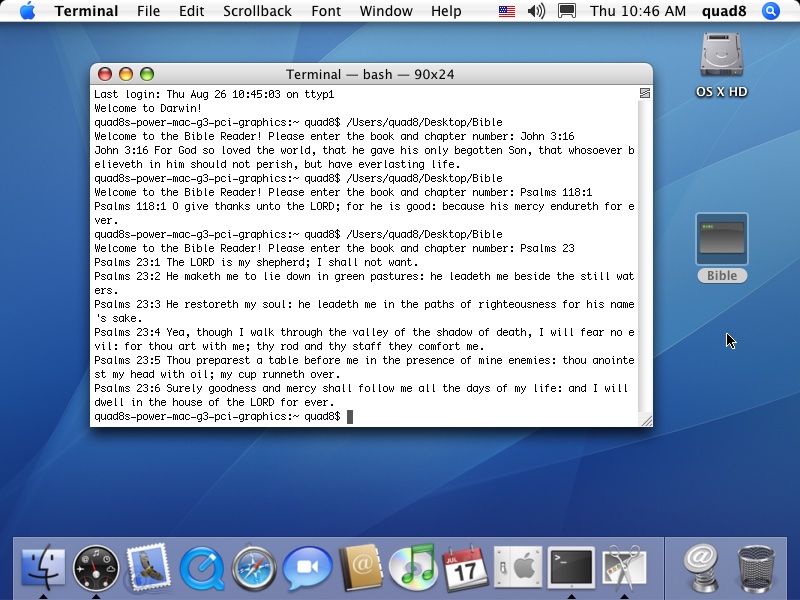 Terminal File Edit Scrollback Font Window Help Thu 10:46 AM quad8
Terminal — bash — 90x24
Last login: Thu Aug 26 10:45:03 on ttyp1
Welcome to Darwin!
quad8s-power-mac-g3-pci-graphics:~ quad8$ /Users/quad8/Desktop/Bible
Welcome to the Bible Reader! Please enter the book and chapter number: John 3:16
John 3:16 For God so loved the world, that he gave his only begotten Son, that whosoever b
elieveth in him should not perish, but have everlasting life.
quad8s-power-mac-g3-pci-graphics:~ quad8$ /Users/quad8/Desktop/Bible
Welcome to the Bible Reader! Please enter the book and chapter number: Psalms 118:1
Psalms 118:1 O give thanks unto the LORD; for he is good: because his mercy endureth for e
ver.
quad8s-power-mac-g3-pci-graphics:~ quad8$ /Users/quad8/Desktop/Bible
Welcome to the Bible Reader! Please enter the book and chapter number: Psalms 23
Psalms 23:1 The LORD is my shepherd; I shall not want.
Psalms 23:2 He maketh me to lie down in green pastures: he leadeth me beside the still wat
ers.
Psalms 23:3 He restoreth my soul: he leadeth me in the paths of righteousness for his name
's sake.
Psalms 23:4 Yea, though I walk through the valley of the shadow of death, I will fear no e
vil: for thou art with me; thy rod and thy staff they comfort me.
Psalms 23:5 Thou preparest a table before me in the presence of mine enemies: thou anointe
st my head with oil; my cup runneth over.
Psalms 23:6 Surely goodness and mercy shall follow me all the days of my life: and I will
dwell in the house of the LORD for ever.
quad8s-power-mac-g3-pci-graphics:~ quad8$
OS X HD
Bible
JUL
17